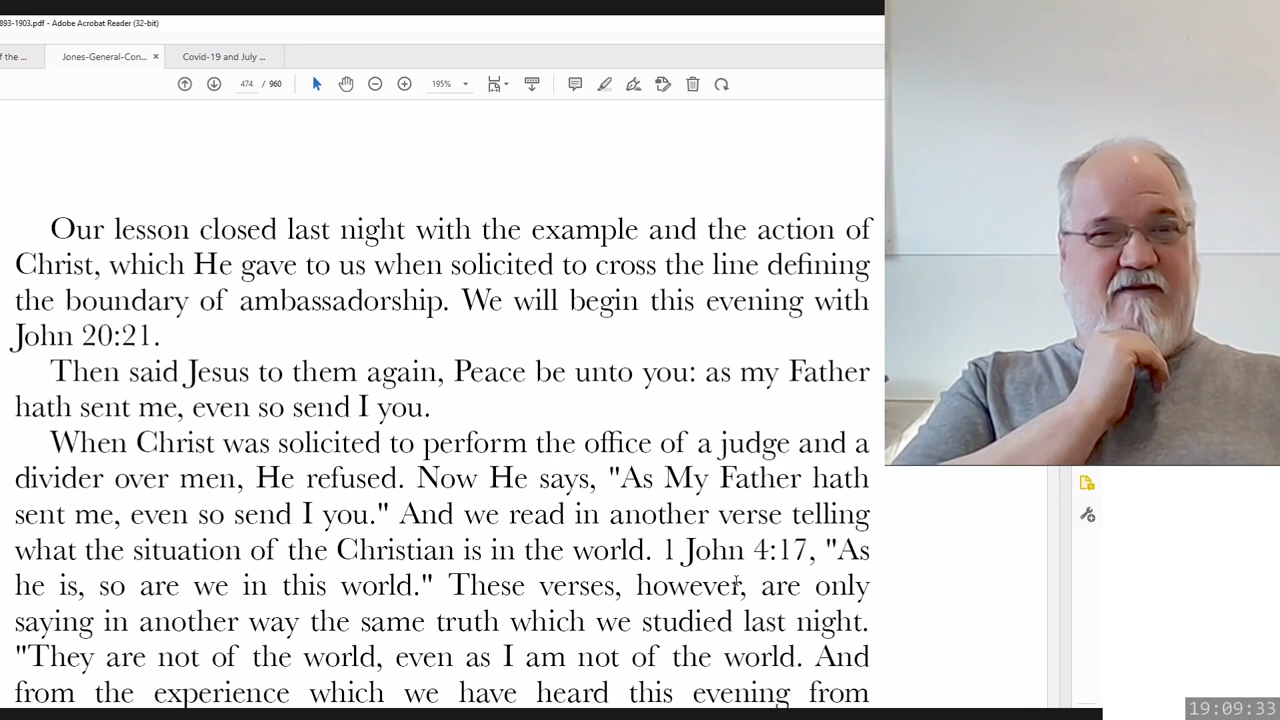 893-1903.pdf - Adobe Acrobat Reader (32-bit)
f the ...
Jones-General-Con...
Covid-19 and July ...
474 / 960
195%
Our lesson closed last night with the example and the action of
Christ, which He gave to us when solicited to cross the line defining
the boundary of ambassadorship. We will begin this evening with
John 20:21.
Then said Jesus to them again, Peace be unto you: as my Father
hath sent me, even so send I you.
When Christ was solicited to perform the office of a judge and a
divider over men, He refused. Now He says, "As My Father hath
sent me, even so send I you." And we read in another verse telling
what the situation of the Christian is in the world. 1 John 4:17, "As
he is, so are we in this world." These verses, however, are only
saying in another way the same truth which we studied last night.
"They are not of the world, even as I am not of the world. And
from the experience which we have heard this evening from
19:09:33